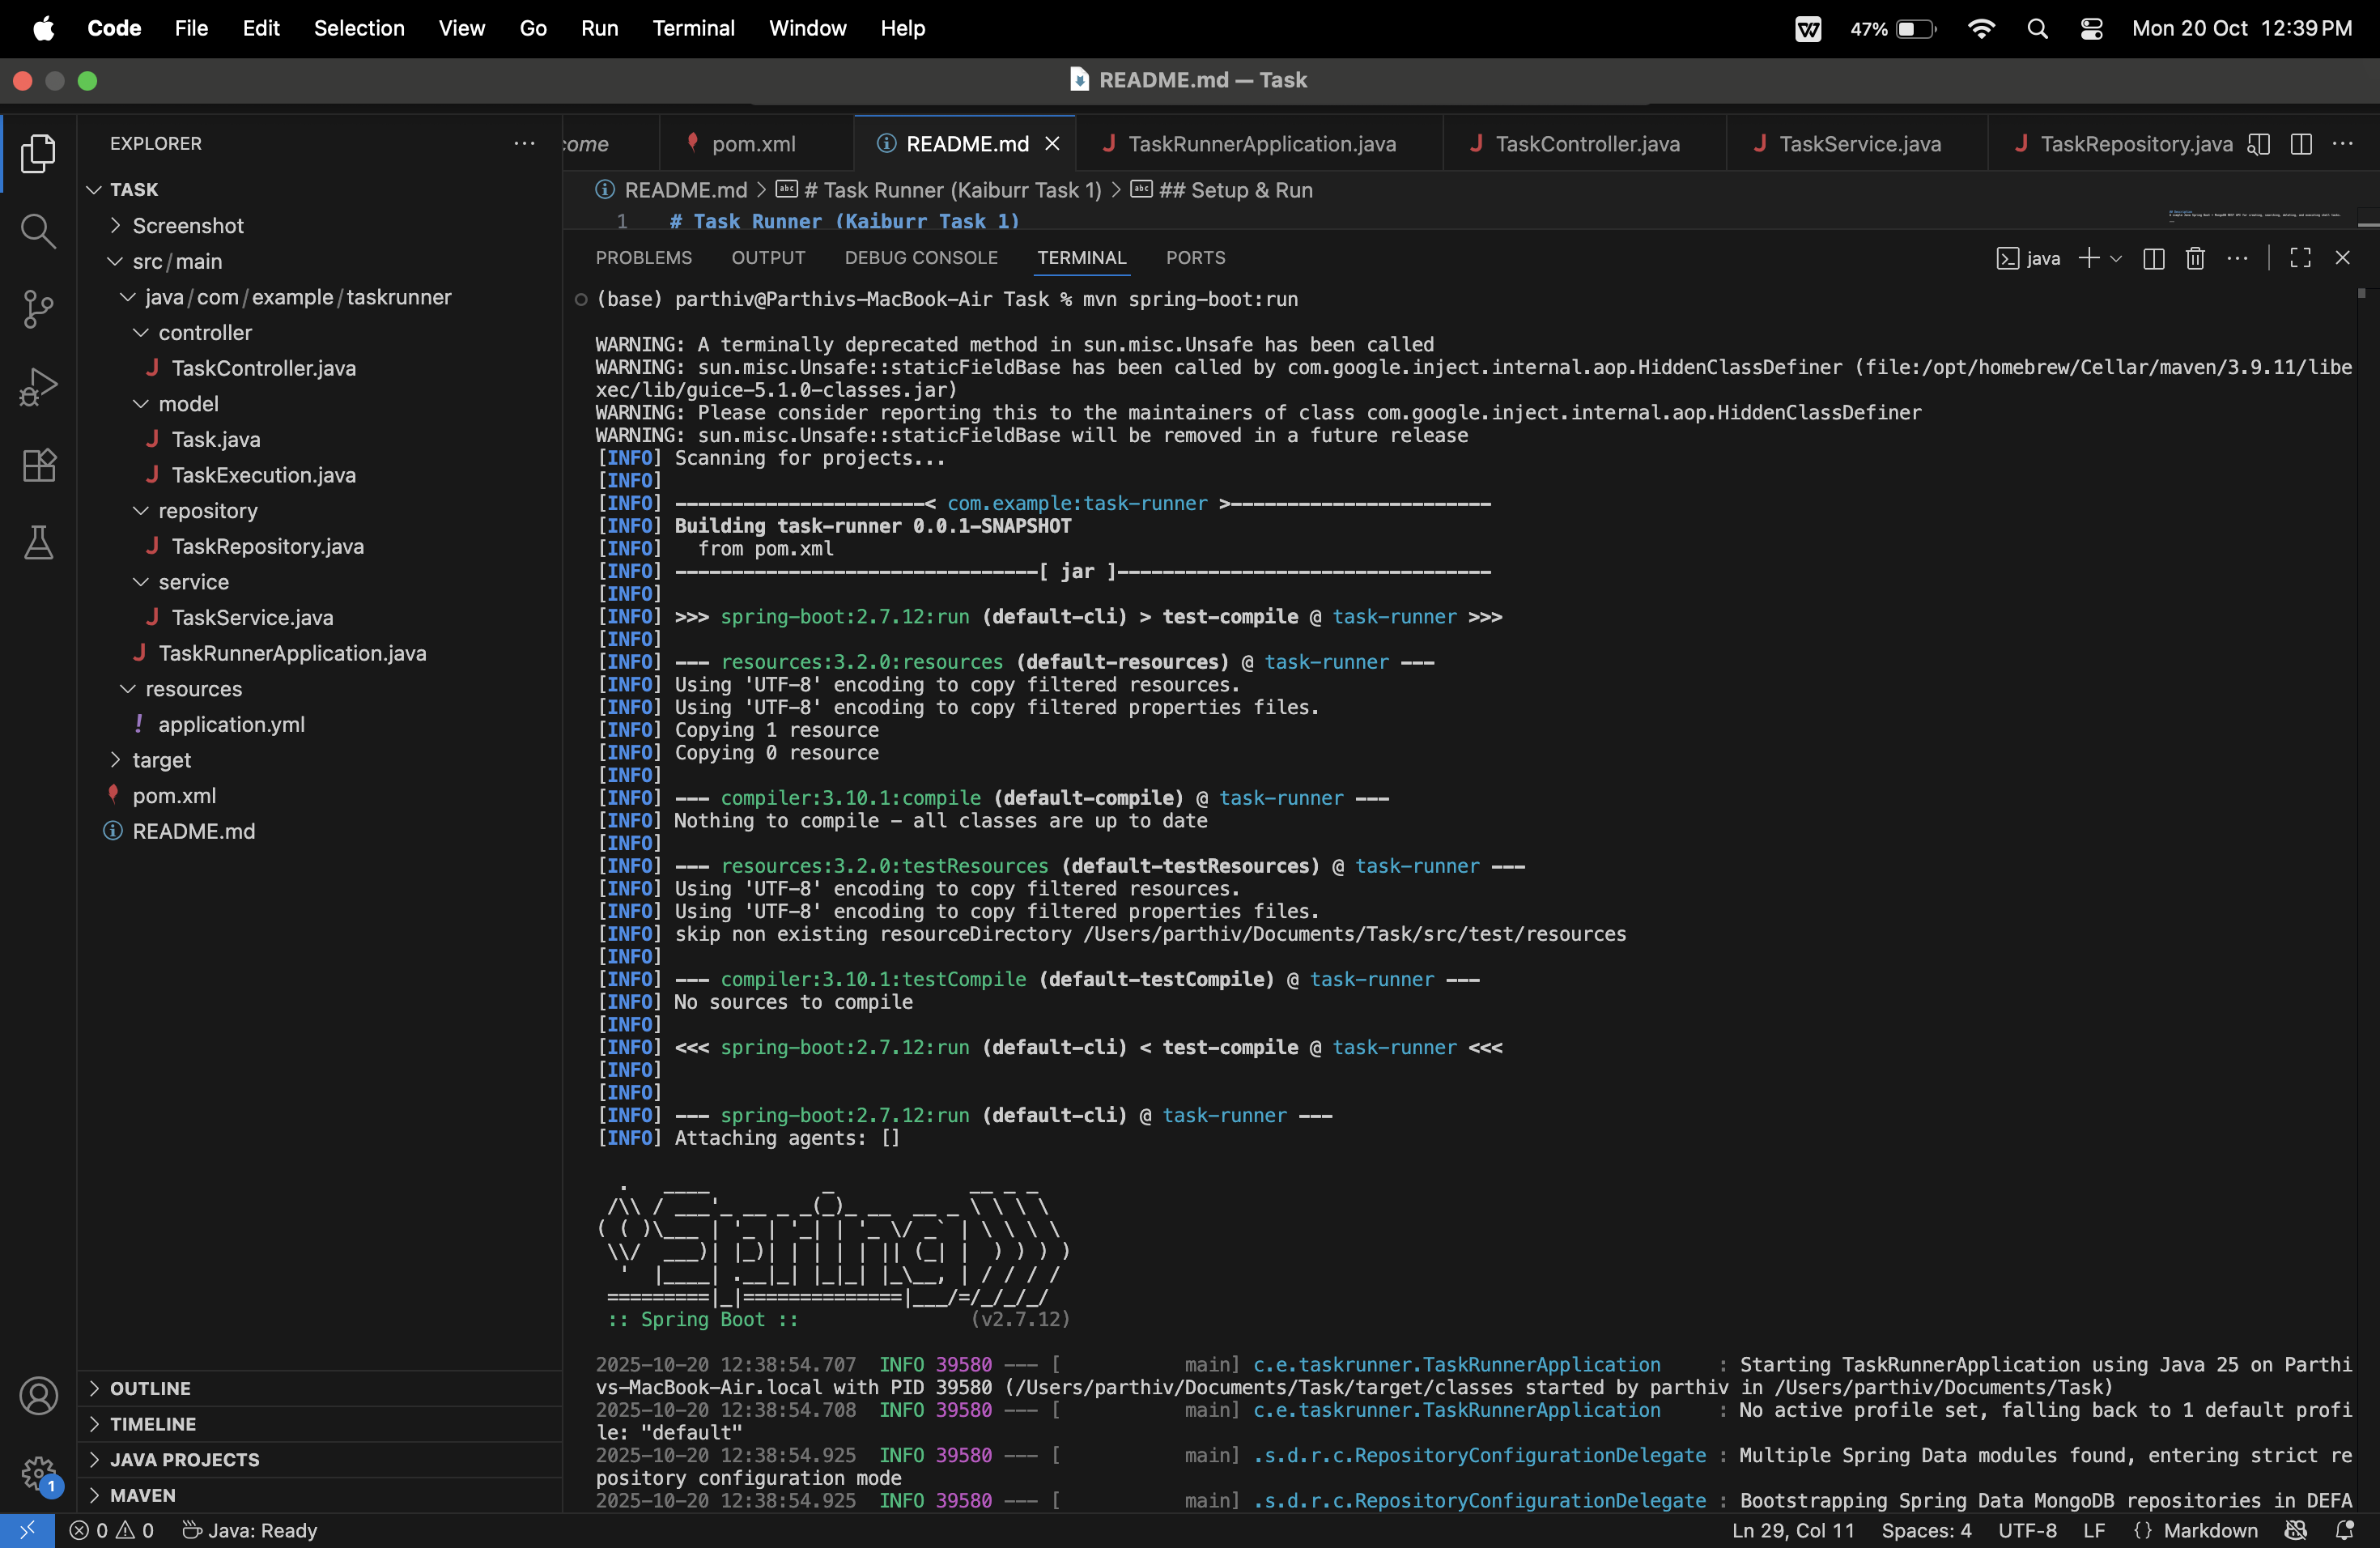 Code File Edit Selection View Go Run Terminal Window Help 47% Mon 20 Oct 12:39 PM
README.md — Task
EXPLORER
come pom.xml README.md TaskRunnerApplication.java TaskController.java TaskService.java TaskRepository.java
README.md > # Task Runner (Kaiburr Task 1) > ## Setup & Run
1 # Task Runner (Kaiburr Task 1)
TASK
Screenshot
src/main
java/com/example/taskrunner
controller
TaskController.java
model
Task.java
TaskExecution.java
repository
TaskRepository.java
service
TaskService.java
TaskRunnerApplication.java
resources
application.yml
target
pom.xml
README.md
OUTLINE
TIMELINE
JAVA PROJECTS
MAVEN
PROBLEMS OUTPUT DEBUG CONSOLE TERMINAL PORTS java
(base) parthiv@Parthivs-MacBook-Air Task % mvn spring-boot:run
WARNING: A terminally deprecated method in sun.misc.Unsafe has been called
WARNING: sun.misc.Unsafe::staticFieldBase has been called by com.google.inject.internal.aop.HiddenClassDefiner (file:/opt/homebrew/Cellar/maven/3.9.11/libe
xec/lib/guice-5.1.0-classes.jar)
WARNING: Please consider reporting this to the maintainers of class com.google.inject.internal.aop.HiddenClassDefiner
WARNING: sun.misc.Unsafe::staticFieldBase will be removed in a future release
[INFO] Scanning for projects...
[INFO]
[INFO] ----------------------< com.example:task-runner >-----------------------
[INFO] Building task-runner 0.0.1-SNAPSHOT
[INFO]   from pom.xml
[INFO] --------------------------------[ jar ]---------------------------------
[INFO]
[INFO] >>> spring-boot:2.7.12:run (default-cli) > test-compile @ task-runner >>>
[INFO]
[INFO] --- resources:3.2.0:resources (default-resources) @ task-runner ---
[INFO] Using 'UTF-8' encoding to copy filtered resources.
[INFO] Using 'UTF-8' encoding to copy filtered properties files.
[INFO] Copying 1 resource
[INFO] Copying 0 resource
[INFO]
[INFO] --- compiler:3.10.1:compile (default-compile) @ task-runner ---
[INFO] Nothing to compile - all classes are up to date
[INFO]
[INFO] --- resources:3.2.0:testResources (default-testResources) @ task-runner ---
[INFO] Using 'UTF-8' encoding to copy filtered resources.
[INFO] Using 'UTF-8' encoding to copy filtered properties files.
[INFO] skip non existing resourceDirectory /Users/parthiv/Documents/Task/src/test/resources
[INFO]
[INFO] --- compiler:3.10.1:testCompile (default-testCompile) @ task-runner ---
[INFO] No sources to compile
[INFO]
[INFO] <<< spring-boot:2.7.12:run (default-cli) < test-compile @ task-runner <<<
[INFO]
[INFO]
[INFO] --- spring-boot:2.7.12:run (default-cli) @ task-runner ---
[INFO] Attaching agents: []
Spring
:: Spring Boot :: (v2.7.12)
2025-10-20 12:38:54.707 INFO 39580 --- [ main] c.e.taskrunner.TaskRunnerApplication : Starting TaskRunnerApplication using Java 25 on Parthi
vs-MacBook-Air.local with PID 39580 (/Users/parthiv/Documents/Task/target/classes started by parthiv in /Users/parthiv/Documents/Task)
2025-10-20 12:38:54.708 INFO 39580 --- [ main] c.e.taskrunner.TaskRunnerApplication : No active profile set, falling back to 1 default profi
le: "default"
2025-10-20 12:38:54.925 INFO 39580 --- [ main] .s.d.r.c.RepositoryConfigurationDelegate : Multiple Spring Data modules found, entering strict re
pository configuration mode
2025-10-20 12:38:54.925 INFO 39580 --- [ main] .s.d.r.c.RepositoryConfigurationDelegate : Bootstrapping Spring Data MongoDB repositories in DEFA
1
0 0 Java: Ready Ln 29, Col 11 Spaces: 4 UTF-8 LF {} Markdown